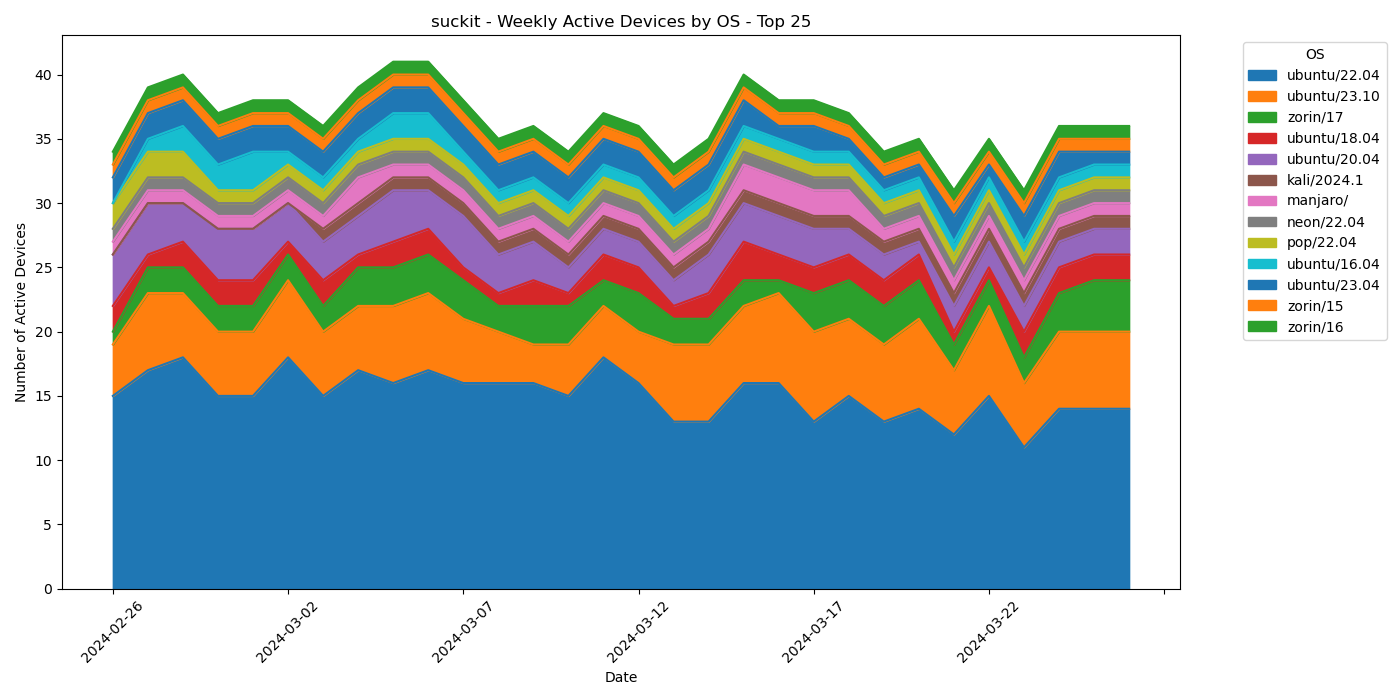 suckit - Weekly Active Devices by OS - Top 25
Number of Active Devices
40
35
30
25
20
15
10
5
0
2024-02-26
2024-03-02
2024-03-07
2024-03-12
2024-03-17
2024-03-22
Date
OS
ubuntu/22.04
ubuntu/23.10
zorin/17
ubuntu/18.04
ubuntu/20.04
kali/2024.1
manjaro/
neon/22.04
pop/22.04
ubuntu/16.04
ubuntu/23.04
zorin/15
zorin/16